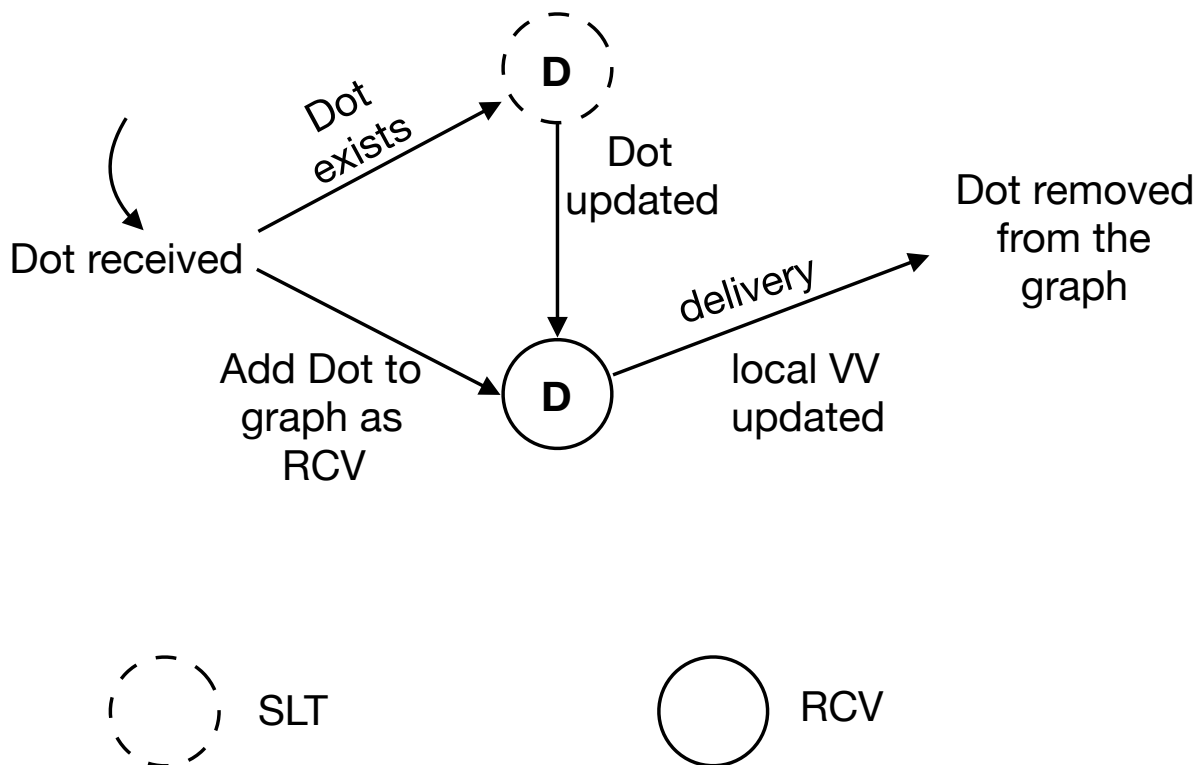 D
Dot
exists
Dot
updated
Dot received
Dot removed
from the
graph
delivery
Add Dot to
graph as
RCV
D
local VV
updated
SLT
RCV